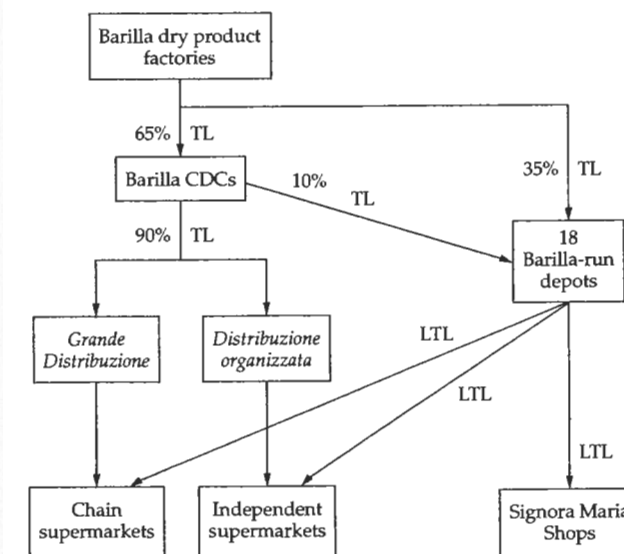 Barilla dry product
factories
65% TL
35% TL
Barilla CDCs
10%
TL
90% TL
18
Barilla-run
depots
Grande
Distribuzione
Distribuzione
organizzata
LTL
LTL
LTL
Chain
supermarkets
Independent
supermarkets
Signora Maria
Shops